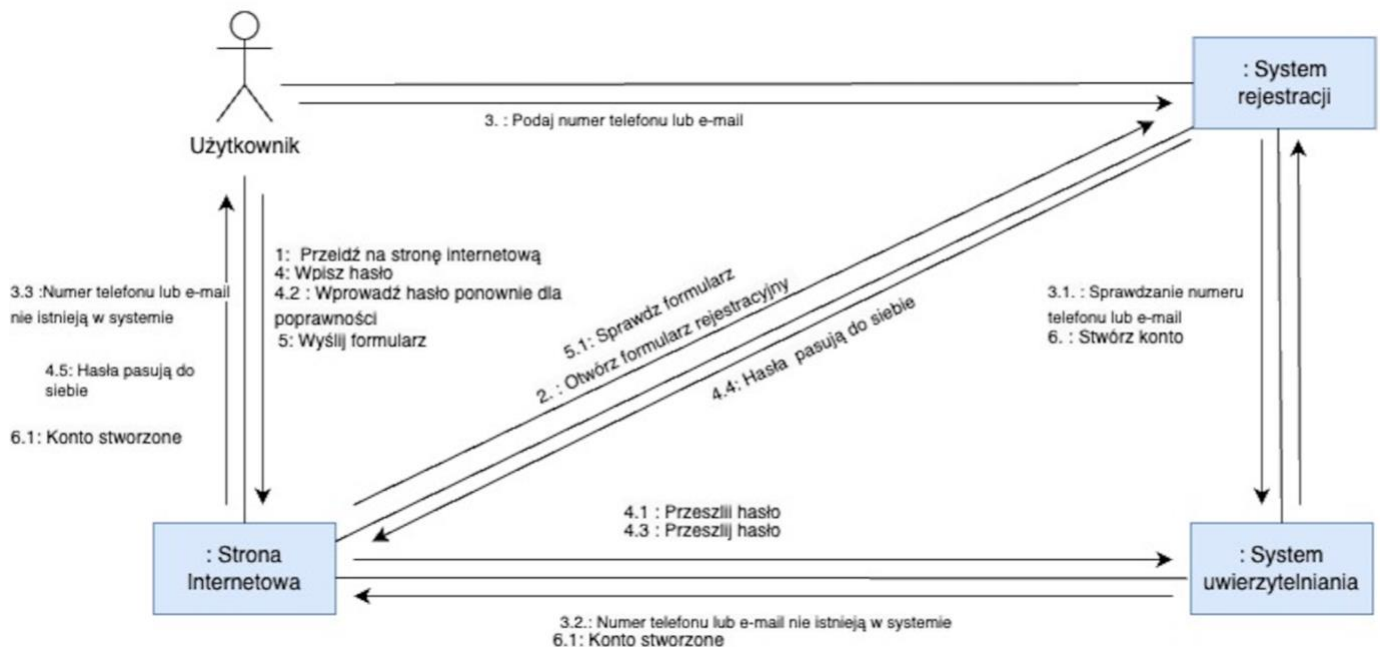 : System
rejestracji
3. : Podaj numer telefonu lub e-mail
Użytkownik
1: Przeidź na stronę internetową
4: Wpisz hasło
4.2 : Wprowadź hasło ponownie dla
poprawności
5: Wyślij formularz
3.3 :Numer telefonu lub e-mail
nie istnieją w systemie
4.5: Hasła pasują do
siebie
6.1: Konto stworzone
5.1: Sprawdz formularz
2. : Otwórz formularz rejestracyjny
4.4: Hasła pasują do siebie
3.1. : Sprawdzanie numeru
telefonu lub e-mail
6. : Stwórz konto
4.1 : Przeszlii hasło
4.3 : Przeszlij hasło
: Strona
Internetowa
: System
uwierzytelniania
3.2.: Numer telefonu lub e-mail nie istnieją w systemie
6.1: Konto stworzone